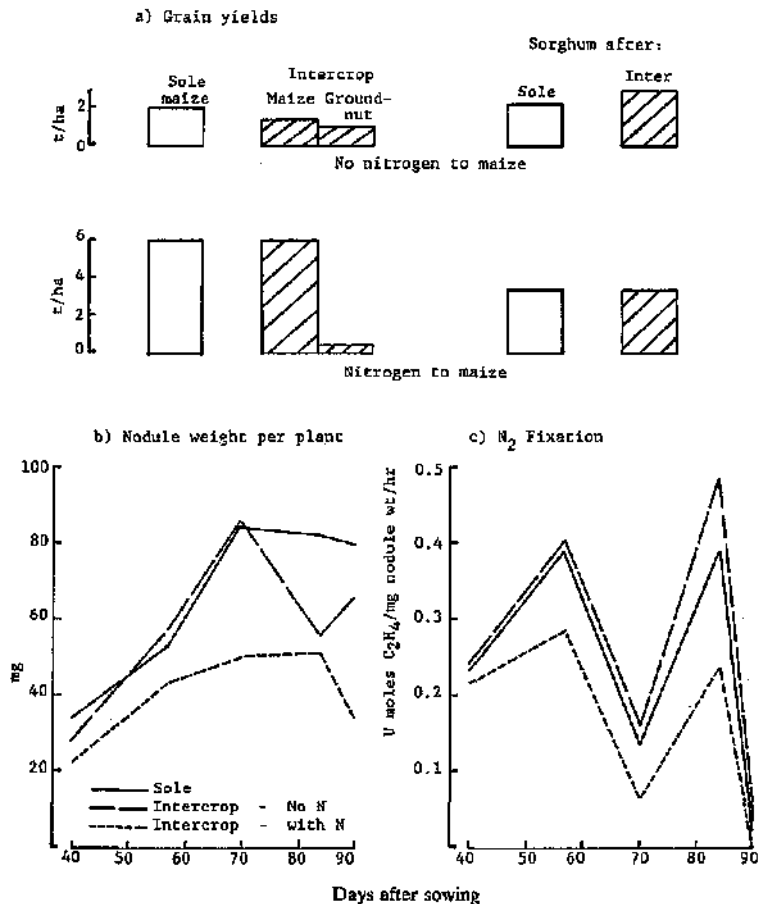 a) Grain yields
Sorghum after:
Sole maize
Intercrop
Maize Ground-nut
Sole
Inter
t/ha
2
0
No nitrogen to maize
t/ha
6
4
2
0
Nitrogen to maize
b) Nodule weight per plant
mg
100
80
60
40
20
Sole
Intercrop - No N
Intercrop - with N
40 50 60 70 80 90
c) N₂ Fixation
U moles C₂H₄/mg nodule wt/hr
0.5
0.4
0.3
0.2
0.1
40 50 60 70 80 90
Days after sowing